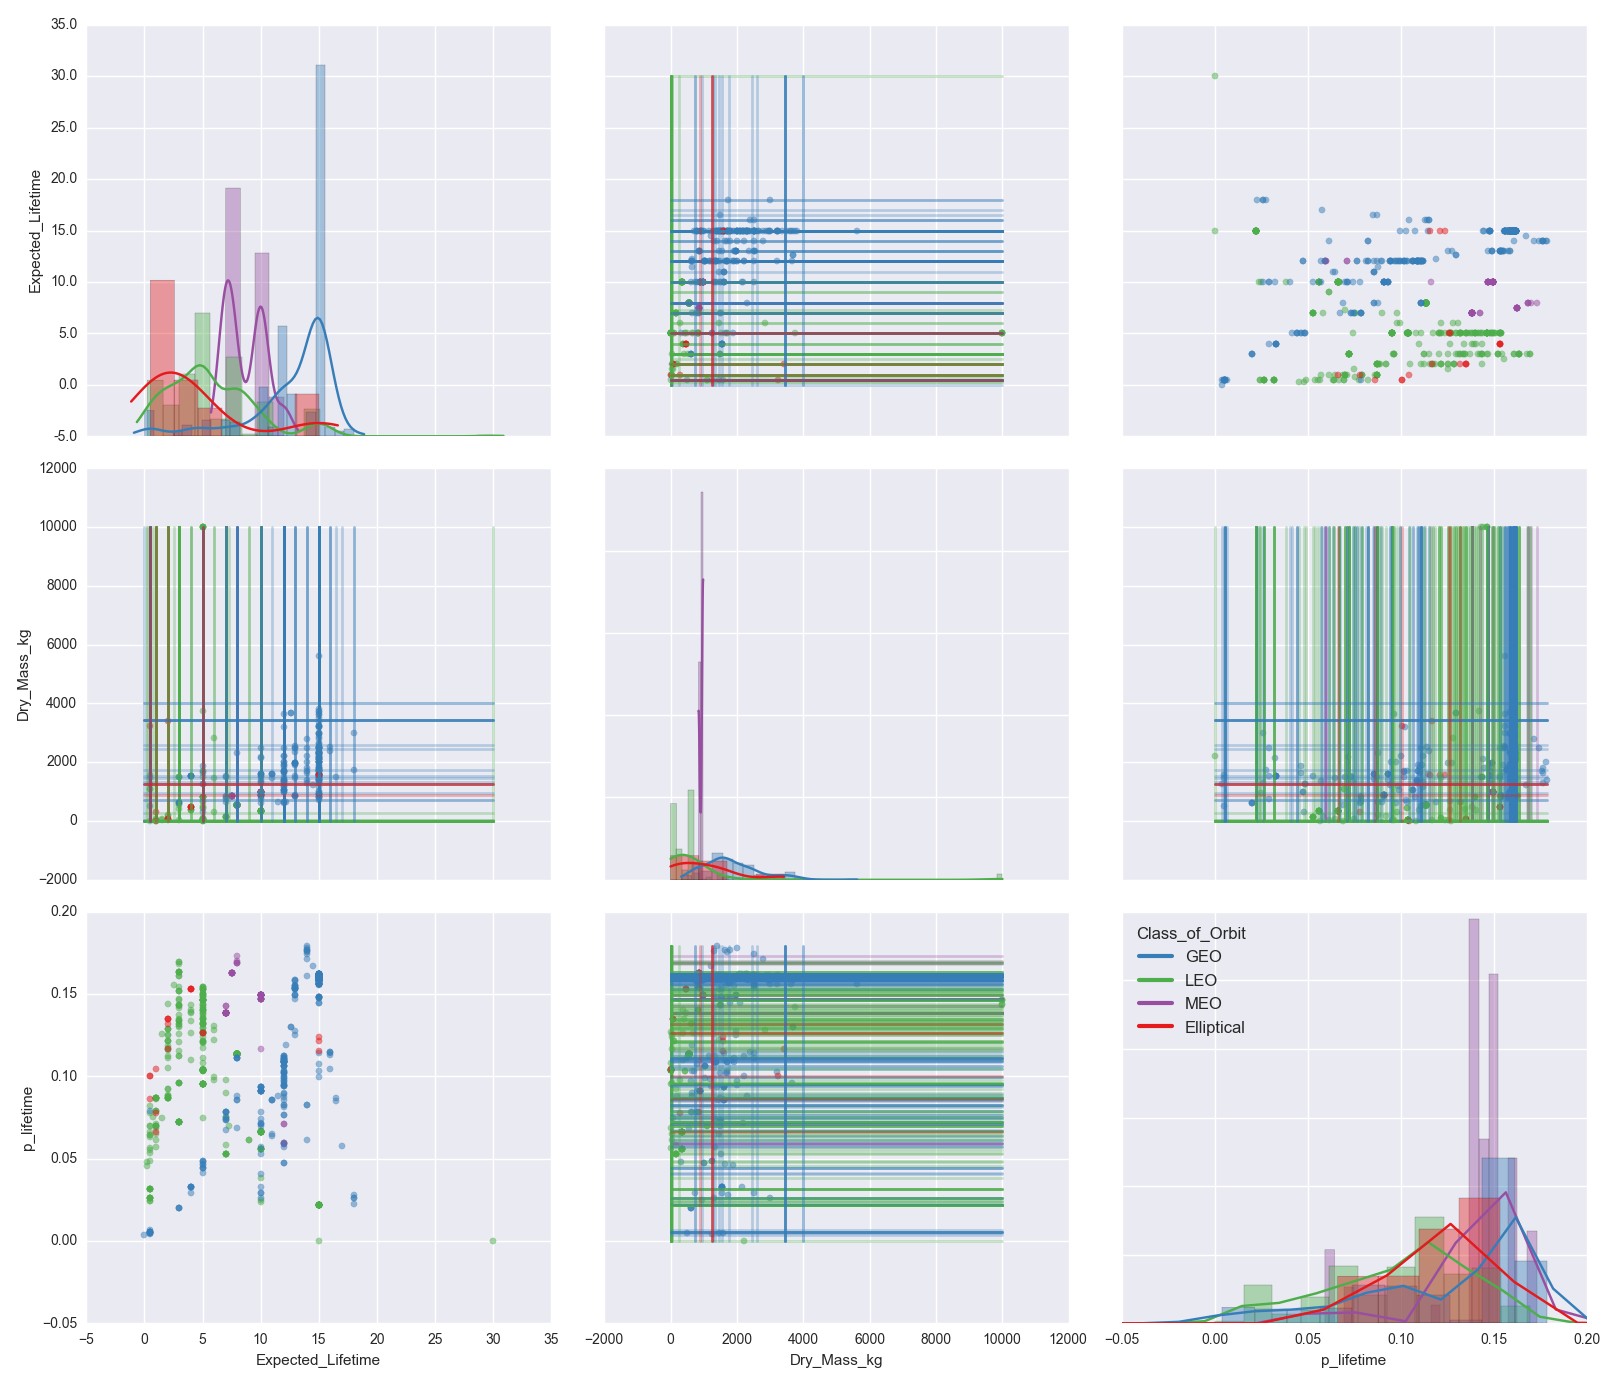 35.0
30.0
25.0
20.0
15.0
10.0
5.0
0.0
−5.0
Expected_Lifetime
12000
10000
8000
6000
4000
2000
0
−2000
Dry_Mass_kg
0.20
0.15
0.10
0.05
0.00
−0.05
p_lifetime
Class_of_Orbit
GEO
LEO
MEO
Elliptical
−5 0 5 10 15 20 25 30 35
Expected_Lifetime
−2000 0 2000 4000 6000 8000 10000 12000
Dry_Mass_kg
−0.05 0.00 0.05 0.10 0.15 0.20
p_lifetime